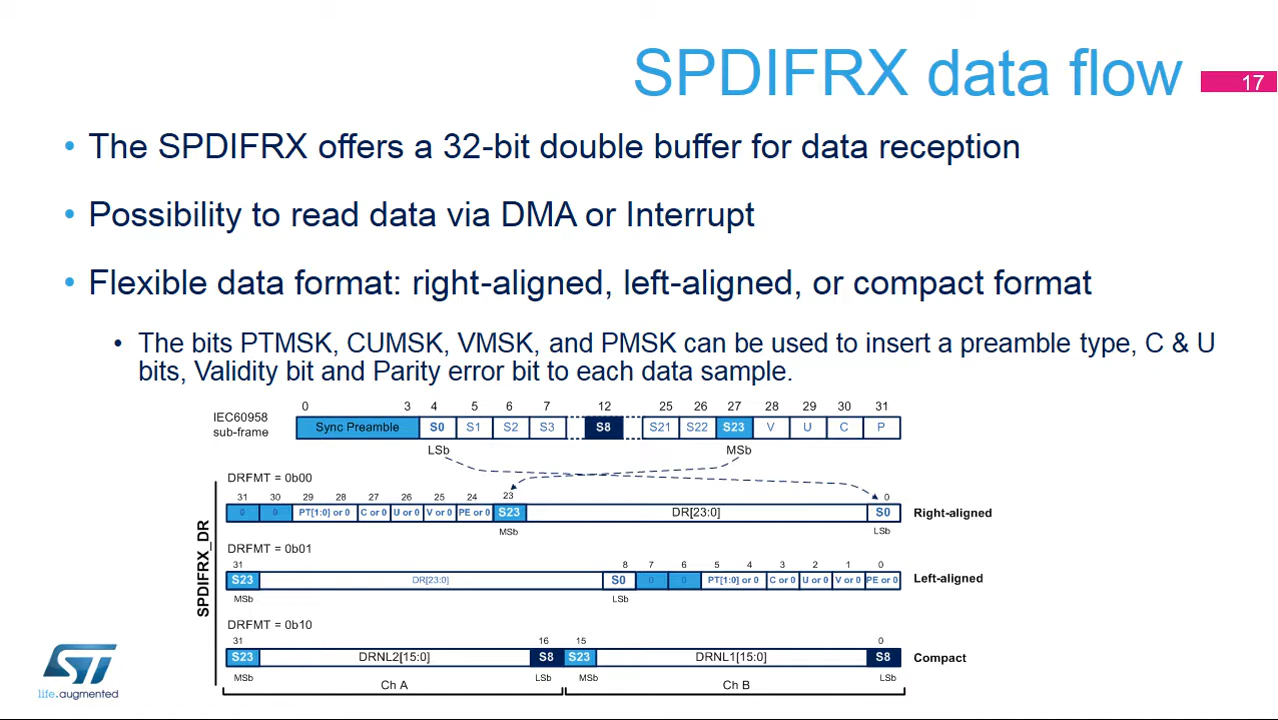 SPDIFRX data flow
17
• The SPDIFRX offers a 32-bit double buffer for data reception
• Possibility to read data via DMA or Interrupt
• Flexible data format: right-aligned, left-aligned, or compact format
• The bits PTMSK, CUMSK, VMSK, and PMSK can be used to insert a preamble type, C & U
bits, Validity bit and Parity error bit to each data sample.
0 3 4 5 6 7 12 25 26 27 28 29 30 31
IEC60958
sub-frame
Sync Preamble S0 S1 S2 S3 S8 S21 S22 S23 V U C P
LSb MSb
DRFMT = 0b00
31 30 29 28 27 26 25 24 23 0
0 0 PT[1:0] or 0 C or 0 U or 0 V or 0 PE or 0 S23 DR[23:0] S0 Right-aligned
MSb LSb
DRFMT = 0b01
31 8 7 6 5 4 3 2 1 0
S23 DR[23:0] S0 0 0 PT[1:0] or 0 C or 0 U or 0 V or 0 PE or 0 Left-aligned
MSb LSb
SPDIFRX_DR
DRFMT = 0b10
31 16 15 0
S23 DRNL2[15:0] S8 S23 DRNL1[15:0] S8 Compact
MSb LSb MSb LSb
Ch A Ch B
ST
life.augmented